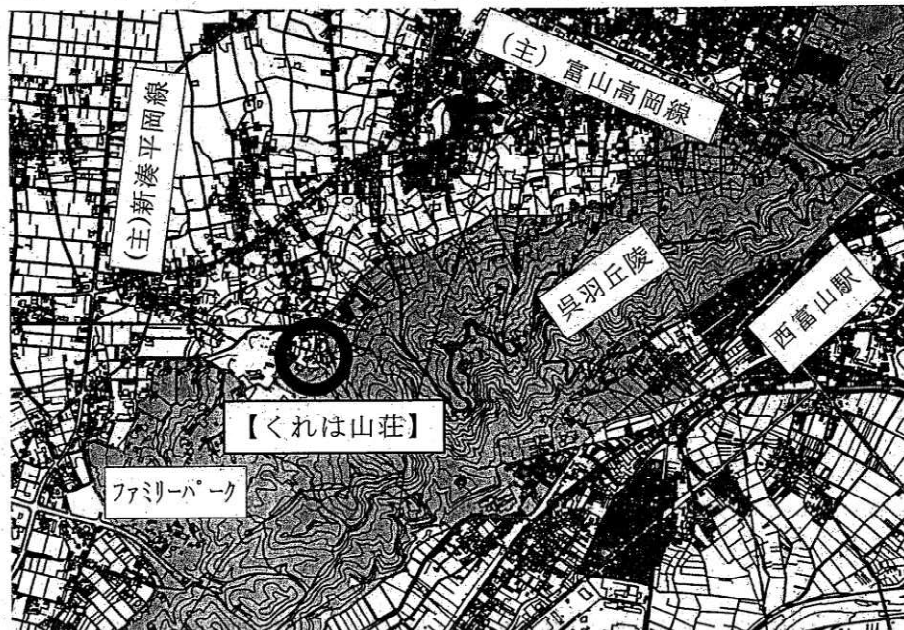 (主)新湊平岡線
(主)富山高岡線
呉羽丘陵
西富山駅
【くれは山荘】
ファミリーパーク